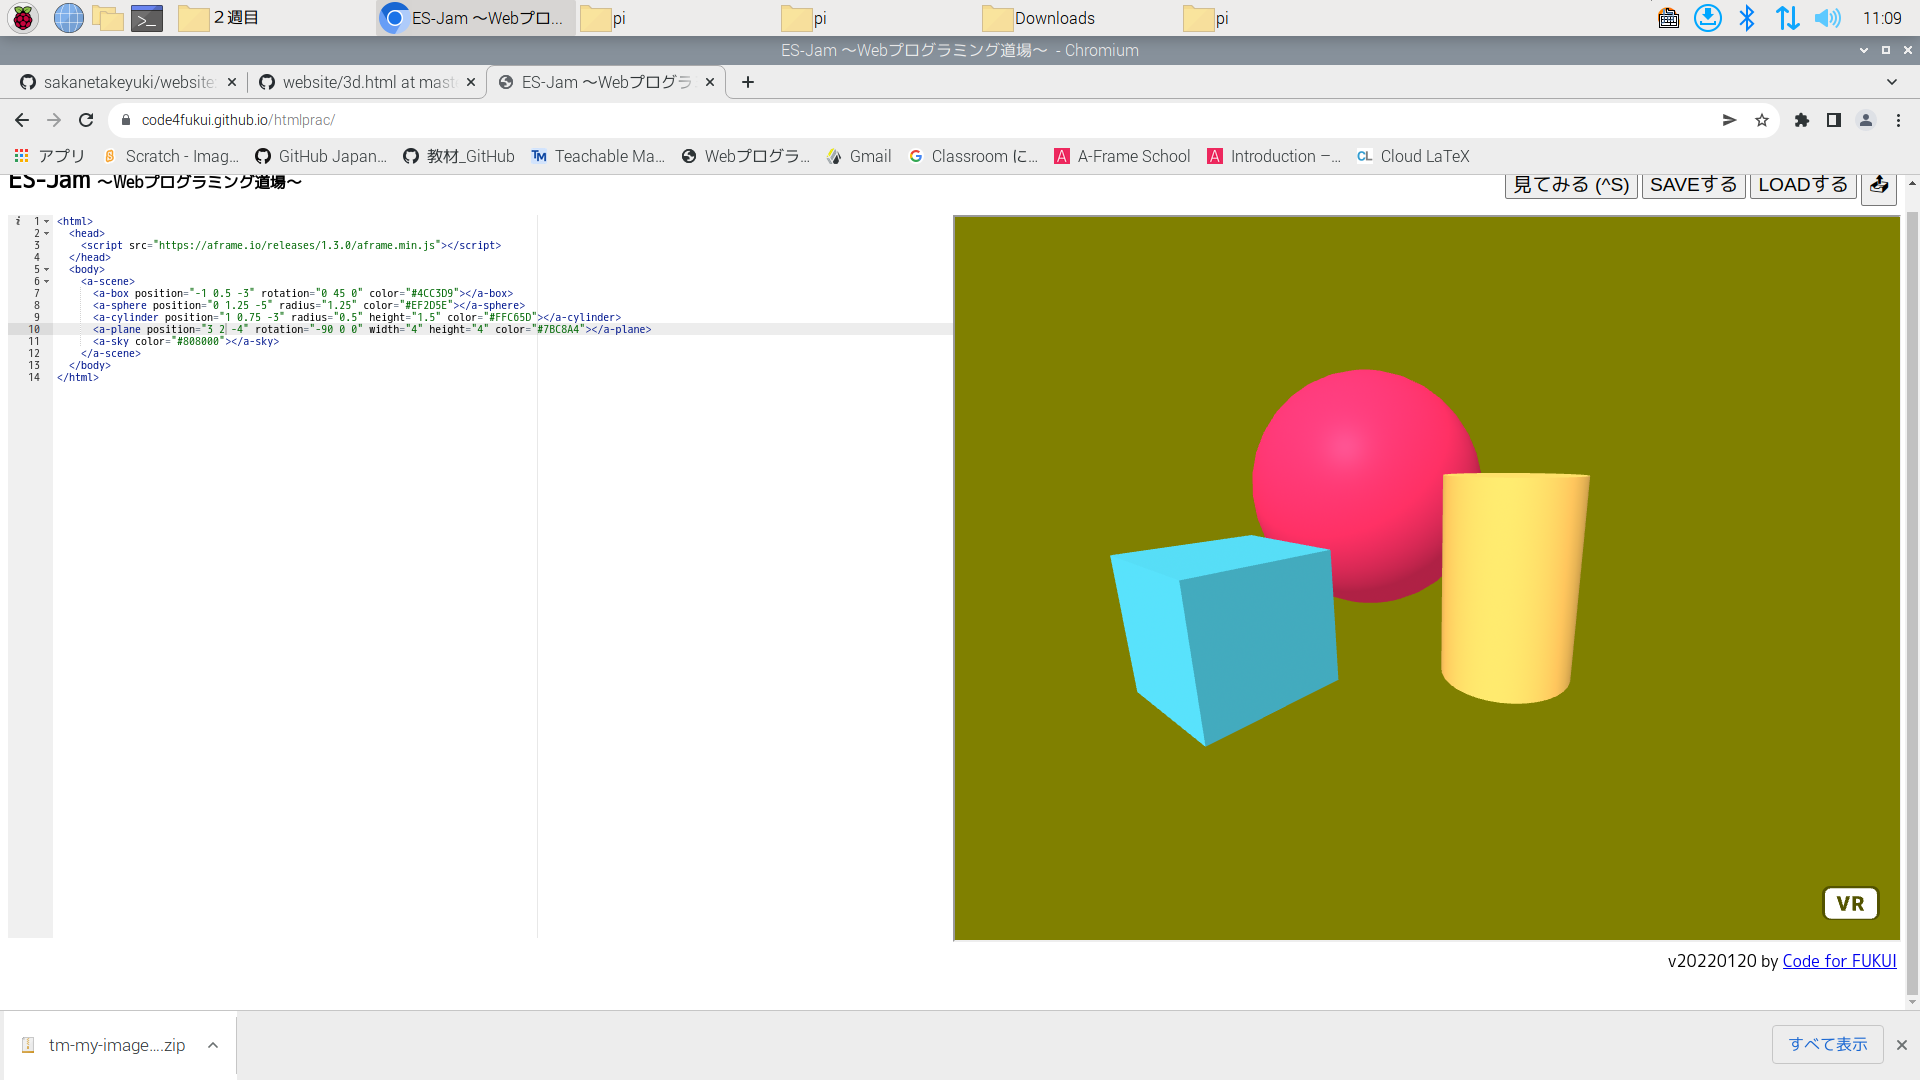 ２週目
ES-Jam ～Webプロ...
pi
pi
Downloads
pi
11:09
ES-Jam ～Webプログラミング道場～ - Chromium
sakanetakeyuki/website
website/3d.html at mast
ES-Jam ～Webプログラ
code4fukui.github.io/htmlprac/
アプリ
Scratch - Imag...
GitHub Japan...
教材_GitHub
Teachable Ma...
Webプログラ...
Gmail
Classroom に...
A-Frame School
Introduction –...
Cloud LaTeX
ES-Jam ～Webプログラミング道場～
見てみる (^S)
SAVEする
LOADする
1 <html>
2 <head>
3 <script src="https://aframe.io/releases/1.3.0/aframe.min.js"></script>
4 </head>
5 <body>
6 <a-scene>
7 <a-box position="-1 0.5 -3" rotation="0 45 0" color="#4CC3D9"></a-box>
8 <a-sphere position="0 1.25 -5" radius="1.25" color="#EF2D5E"></a-sphere>
9 <a-cylinder position="1 0.75 -3" radius="0.5" height="1.5" color="#FFC65D"></a-cylinder>
10 <a-plane position="3 2 -4" rotation="-90 0 0" width="4" height="4" color="#7BC8A4"></a-plane>
11 <a-sky color="#808000"></a-sky>
12 </a-scene>
13 </body>
14 </html>
VR
v20220120 by Code for FUKUI
tm-my-image....zip
すべて表示